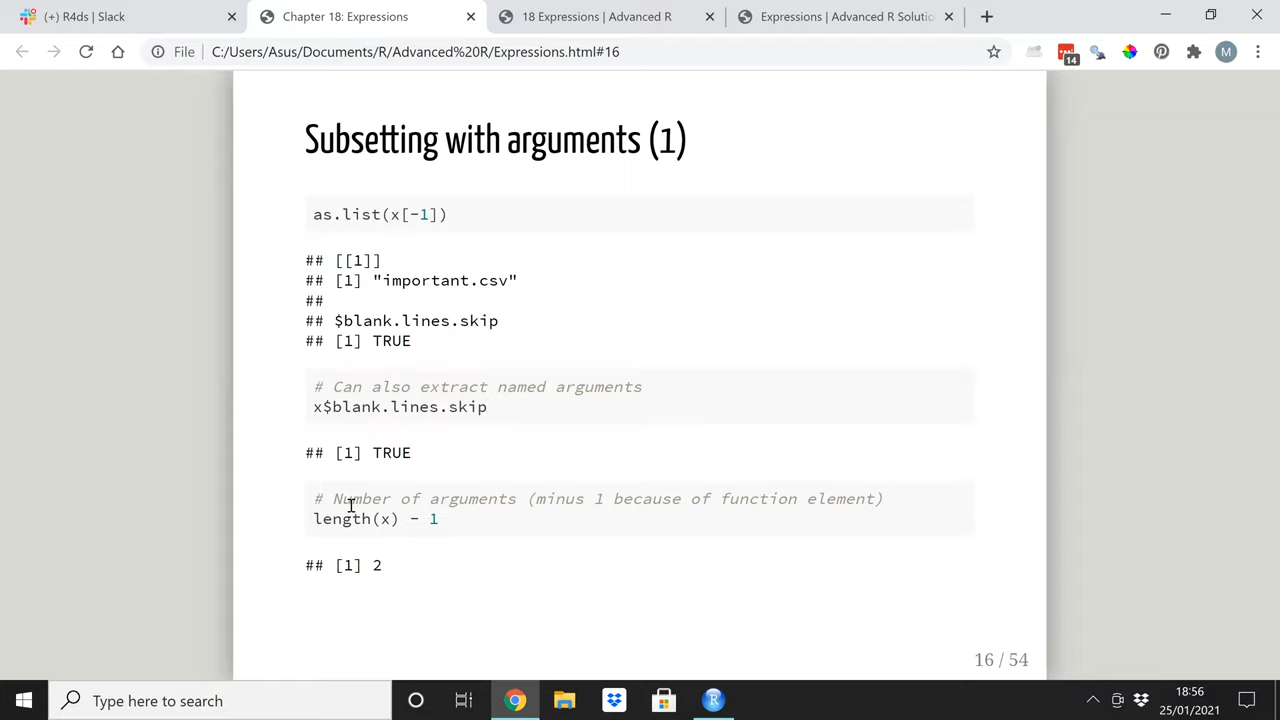 (+) R4ds | Slack
Chapter 18: Expressions
18 Expressions | Advanced R
Expressions | Advanced R Solutio
File
C:/Users/Asus/Documents/R/Advanced%20R/Expressions.html#16
14
M
Subsetting with arguments (1)
as.list(x[-1])
## [[1]]
## [1] "important.csv"
##
## $blank.lines.skip
## [1] TRUE
# Can also extract named arguments
x$blank.lines.skip
## [1] TRUE
# Number of arguments (minus 1 because of function element)
length(x) - 1
## [1] 2
16 / 54
Type here to search
R
18:56
25/01/2021